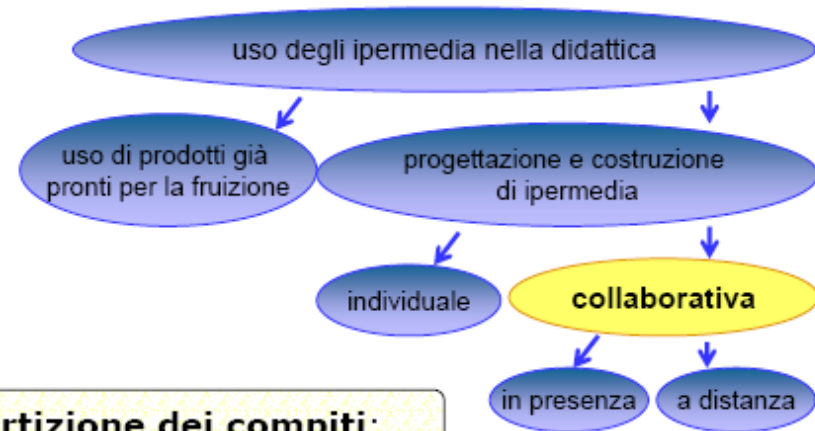 uso degli ipermedia nella didattica
uso di prodotti già
pronti per la fruizione
progettazione e costruzione
di ipermedia
individuale
collaborativa
in presenza
a distanza
dei compiti: